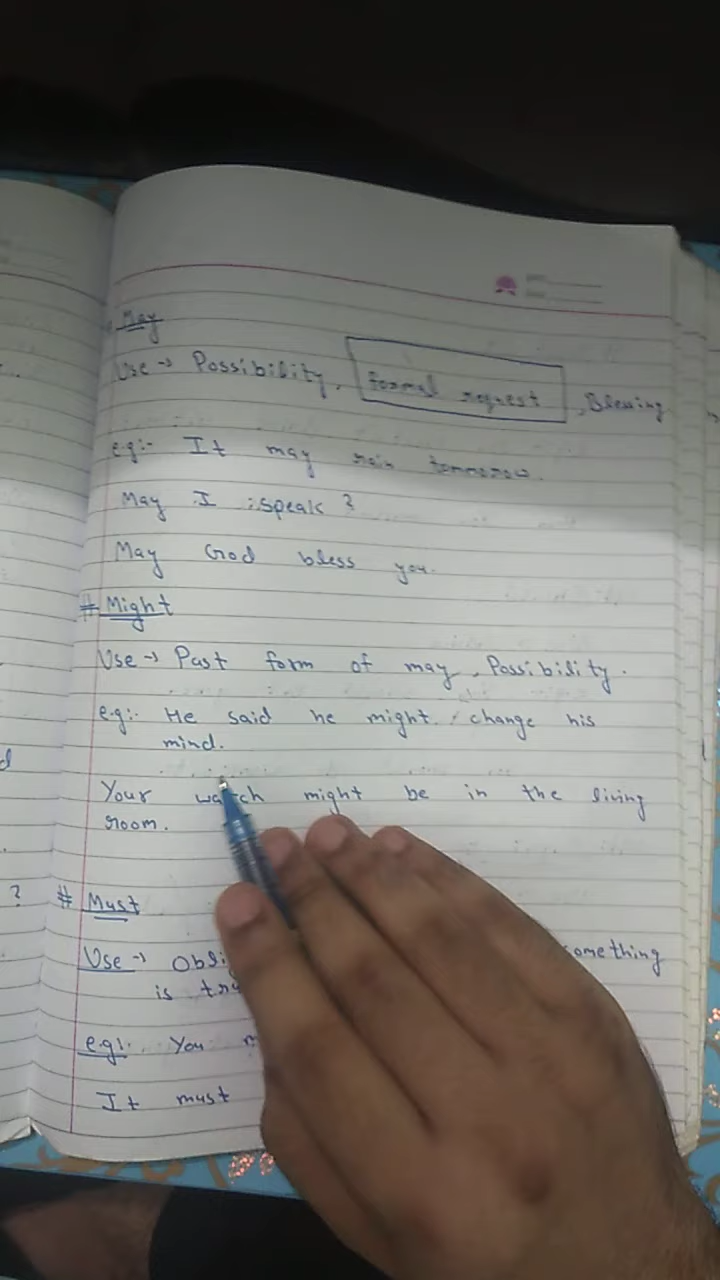 May
Use → Possibility, formal request, Blessing
e.g:- It may rain tomorrow.
May I speak?
May God bless you.
# Might
Use → Past form of may, Possibility.
e.g:- He said he might change his
mind.
Your watch might be in the living
room.
# Must
Use → something
is
e.g:- You
It must
?